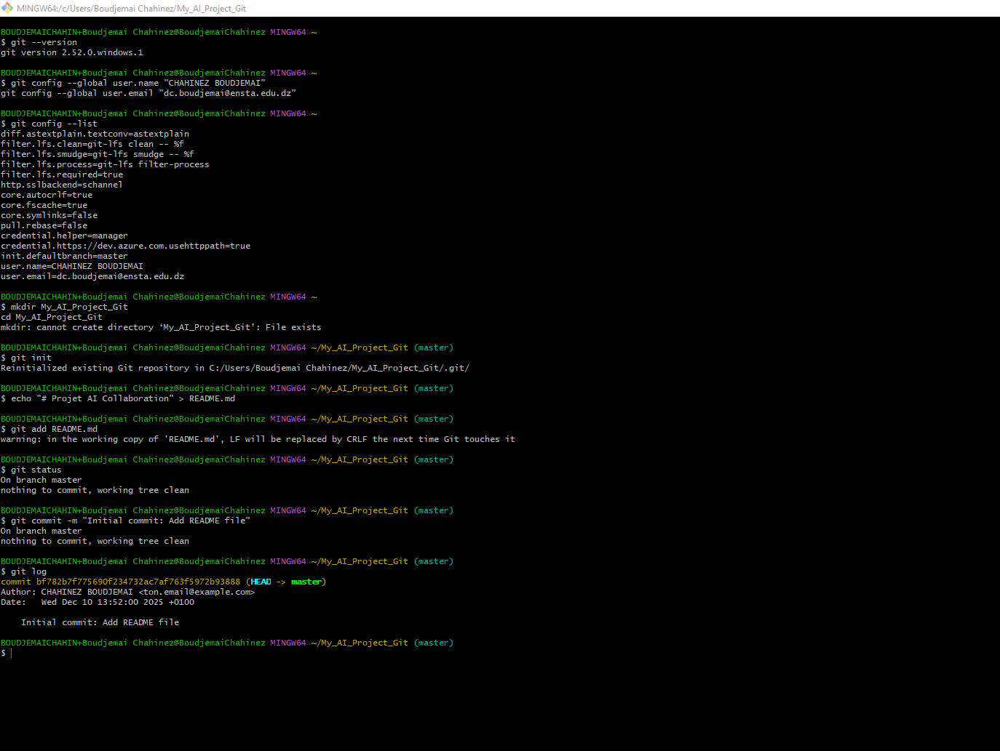 MINGW64:/c/Users/Boudjemai Chahinez/My_AI_Project_Git
BOUDJEMAICHAHIN+Boudjemai Chahinez@BoudjemaiChahinez MINGW64 ~
$ git --version
git version 2.52.0.windows.1
BOUDJEMAICHAHIN+Boudjemai Chahinez@BoudjemaiChahinez MINGW64 ~
$ git config --global user.name "CHAHINEZ BOUDJEMAI"
git config --global user.email "dc.boudjemai@ensta.edu.dz"
BOUDJEMAICHAHIN+Boudjemai Chahinez@BoudjemaiChahinez MINGW64 ~
$ git config --list
diff.astextplain.textconv=astextplain
filter.lfs.clean=git-lfs clean -- %f
filter.lfs.smudge=git-lfs smudge -- %f
filter.lfs.process=git-lfs filter-process
filter.lfs.required=true
http.sslbackend=schannel
core.autocrlf=true
core.fscache=true
core.symlinks=false
pull.rebase=false
credential.helper=manager
credential.https://dev.azure.com.usehttppath=true
init.defaultbranch=master
user.name=CHAHINEZ BOUDJEMAI
user.email=dc.boudjemai@ensta.edu.dz
BOUDJEMAICHAHIN+Boudjemai Chahinez@BoudjemaiChahinez MINGW64 ~
$ mkdir My_AI_Project_Git
cd My_AI_Project_Git
mkdir: cannot create directory ‘My_AI_Project_Git’: File exists
BOUDJEMAICHAHIN+Boudjemai Chahinez@BoudjemaiChahinez MINGW64 ~/My_AI_Project_Git (master)
$ git init
Reinitialized existing Git repository in C:/Users/Boudjemai Chahinez/My_AI_Project_Git/.git/
BOUDJEMAICHAHIN+Boudjemai Chahinez@BoudjemaiChahinez MINGW64 ~/My_AI_Project_Git (master)
$ echo "# Projet AI Collaboration" > README.md
BOUDJEMAICHAHIN+Boudjemai Chahinez@BoudjemaiChahinez MINGW64 ~/My_AI_Project_Git (master)
$ git add README.md
warning: in the working copy of 'README.md', LF will be replaced by CRLF the next time Git touches it
BOUDJEMAICHAHIN+Boudjemai Chahinez@BoudjemaiChahinez MINGW64 ~/My_AI_Project_Git (master)
$ git status
On branch master
nothing to commit, working tree clean
BOUDJEMAICHAHIN+Boudjemai Chahinez@BoudjemaiChahinez MINGW64 ~/My_AI_Project_Git (master)
$ git commit -m "Initial commit: Add README file"
On branch master
nothing to commit, working tree clean
BOUDJEMAICHAHIN+Boudjemai Chahinez@BoudjemaiChahinez MINGW64 ~/My_AI_Project_Git (master)
$ git log
commit bf782b7f775690f234732ac7af763f5972b93888 (HEAD -> master)
Author: CHAHINEZ BOUDJEMAI <ton.email@example.com>
Date:   Wed Dec 10 13:52:00 2025 +0100
Initial commit: Add README file
BOUDJEMAICHAHIN+Boudjemai Chahinez@BoudjemaiChahinez MINGW64 ~/My_AI_Project_Git (master)
$